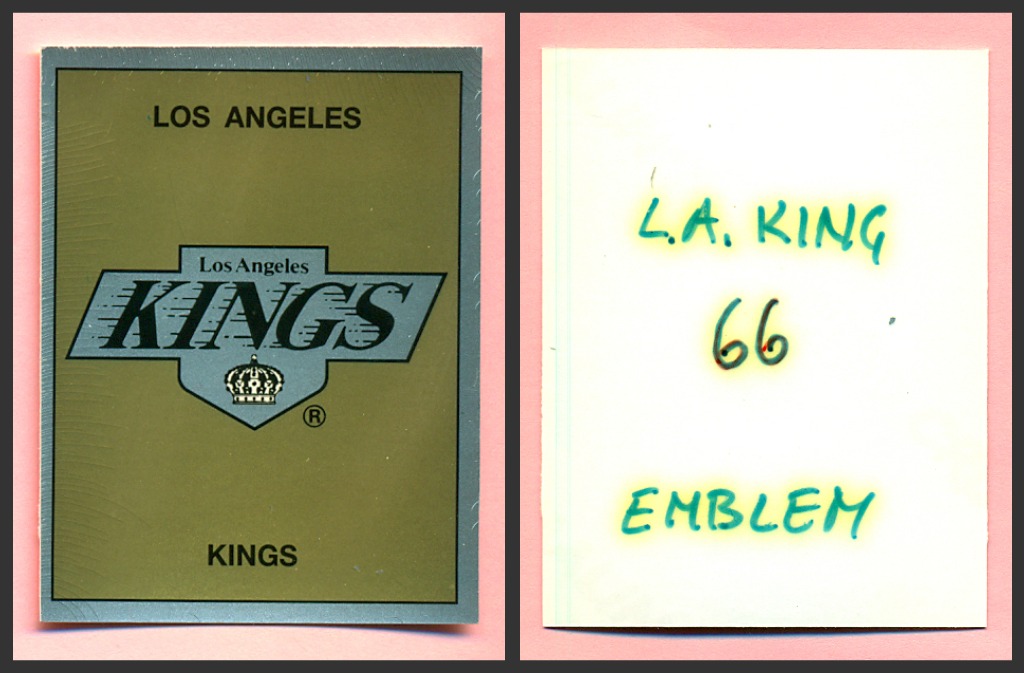 LOS ANGELES
Los Angeles
KINGS
®
KINGS
L.A. KING
66
EMBLEM